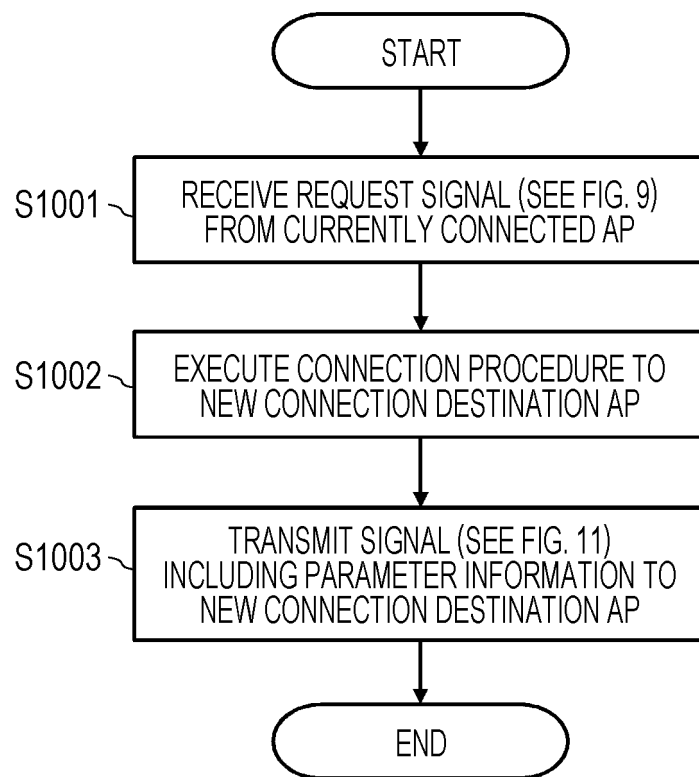 START
S1001
RECEIVE REQUEST SIGNAL (SEE FIG. 9)
FROM CURRENTLY CONNECTED AP
S1002
EXECUTE CONNECTION PROCEDURE TO
NEW CONNECTION DESTINATION AP
S1003
TRANSMIT SIGNAL (SEE FIG. 11)
INCLUDING PARAMETER INFORMATION TO
NEW CONNECTION DESTINATION AP
END